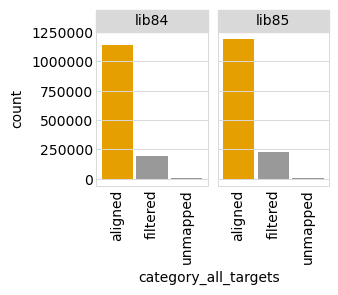 lib84
lib85
1250000
1000000
750000
500000
250000
0
count
aligned
filtered
unmapped
aligned
filtered
unmapped
category_all_targets